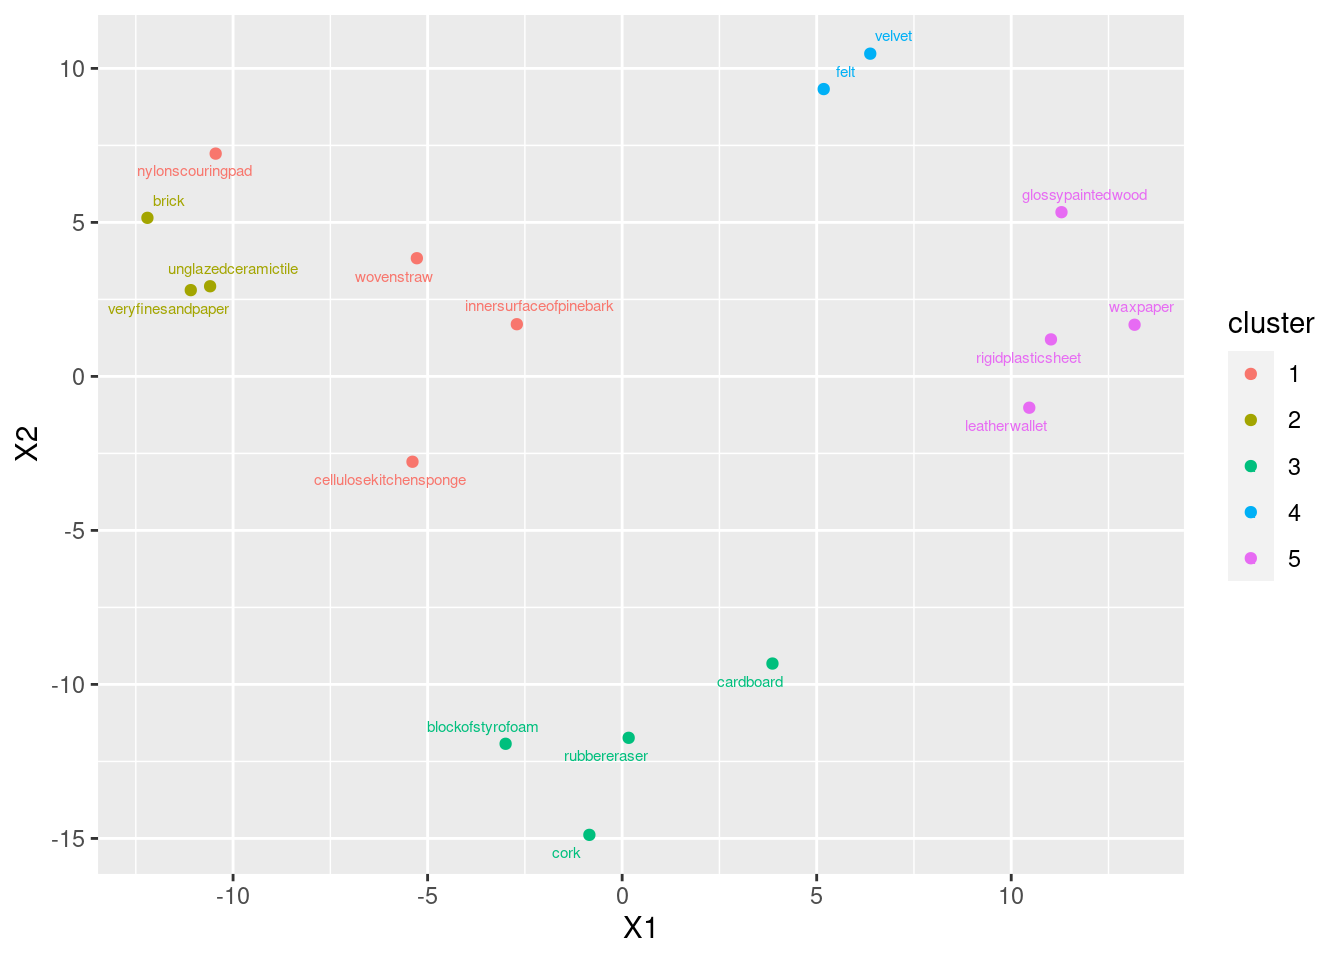 velvet
10
felt
nylonscouringpad
brick
glossypaintedwood
5
unglazedceramictile
wovenstraw
veryfinesandpaper
innersurfaceofpinebark
waxpaper
rigidplasticsheet
0
leatherwallet
X2
cellulosekitchensponge
-5
-10
cardboard
blockofstyrofoam
rubbereraser
-15
cork
-10 -5 0 5 10
X1
cluster
1
2
3
4
5